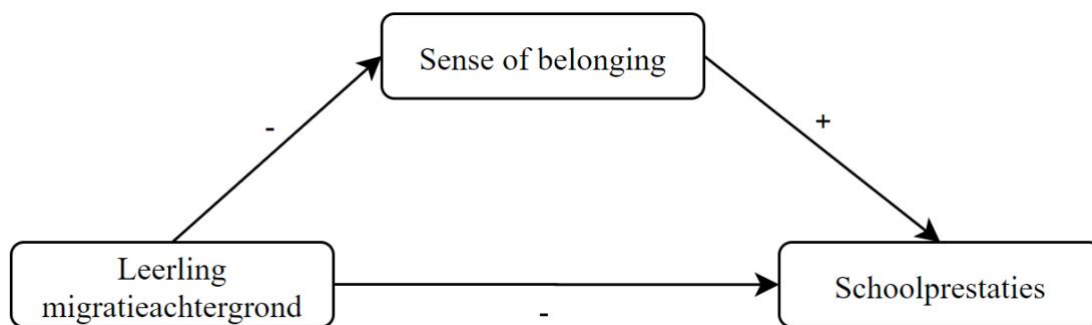 Sense of belonging
-
+
Leerling
migratieachtergrond
Schoolprestaties
-